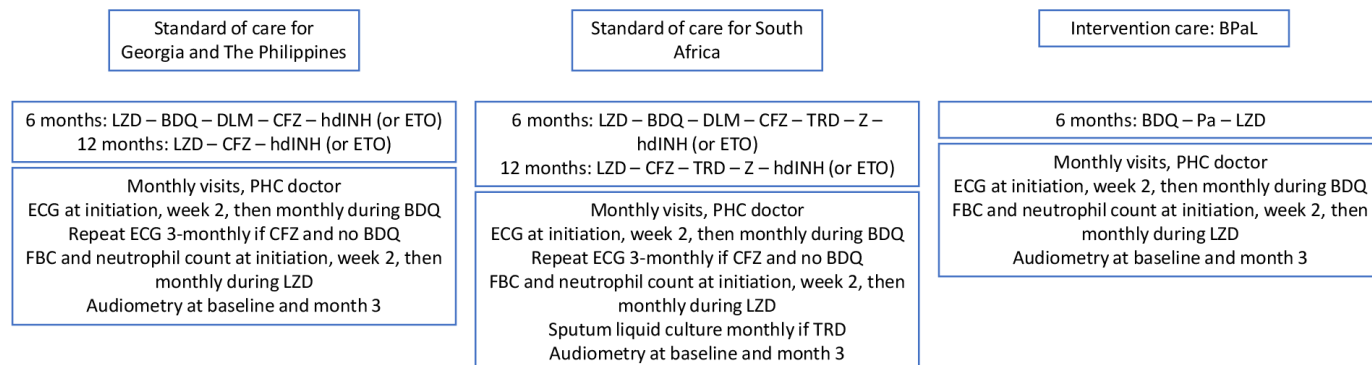 Standard of care for
Georgia and The Philippines
6 months: LZD – BDQ – DLM – CFZ – hdINH (or ETO)
12 months: LZD – CFZ – hdINH (or ETO)
Monthly visits, PHC doctor
ECG at initiation, week 2, then monthly during BDQ
Repeat ECG 3-monthly if CFZ and no BDQ
FBC and neutrophil count at initiation, week 2, then
monthly during LZD
Audiometry at baseline and month 3
Standard of care for South
Africa
6 months: LZD – BDQ – DLM – CFZ – TRD – Z –
hdINH (or ETO)
12 months: LZD – CFZ – TRD – Z – hdINH (or ETO)
Monthly visits, PHC doctor
ECG at initiation, week 2, then monthly during BDQ
Repeat ECG 3-monthly if CFZ and no BDQ
FBC and neutrophil count at initiation, week 2, then
monthly during LZD
Sputum liquid culture monthly if TRD
Audiometry at baseline and month 3
Intervention care: BPaL
6 months: BDQ – Pa – LZD
Monthly visits, PHC doctor
ECG at initiation, week 2, then monthly during BDQ
FBC and neutrophil count at initiation, week 2, then
monthly during LZD
Audiometry at baseline and month 3